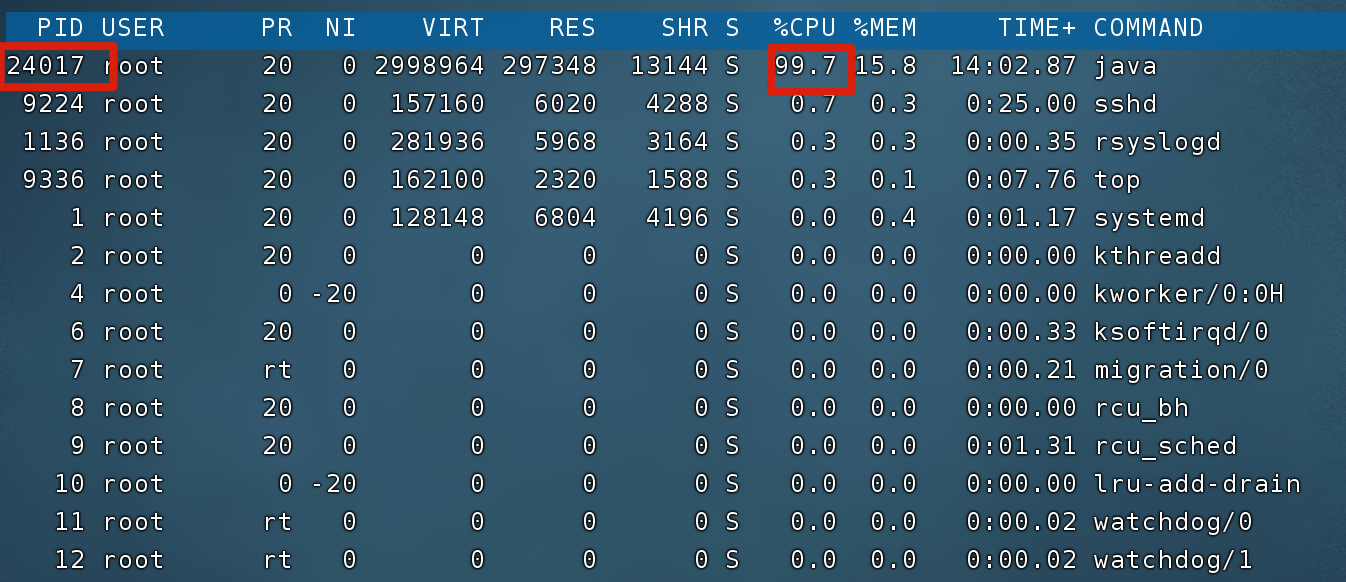 PID USER PR NI VIRT RES SHR S %CPU %MEM TIME+ COMMAND
24017 root 20 0 2998964 297348 13144 S 99.7 15.8 14:02.87 java
9224 root 20 0 157160 6020 4288 S 0.7 0.3 0:25.00 sshd
1136 root 20 0 281936 5968 3164 S 0.3 0.3 0:00.35 rsyslogd
9336 root 20 0 162100 2320 1588 S 0.3 0.1 0:07.76 top
1 root 20 0 128148 6804 4196 S 0.0 0.4 0:01.17 systemd
2 root 20 0 0 0 0 S 0.0 0.0 0:00.00 kthreadd
4 root 0 -20 0 0 0 S 0.0 0.0 0:00.00 kworker/0:0H
6 root 20 0 0 0 0 S 0.0 0.0 0:00.33 ksoftirqd/0
7 root rt 0 0 0 0 S 0.0 0.0 0:00.21 migration/0
8 root 20 0 0 0 0 S 0.0 0.0 0:00.00 rcu_bh
9 root 20 0 0 0 0 S 0.0 0.0 0:01.31 rcu_sched
10 root 0 -20 0 0 0 S 0.0 0.0 0:00.00 lru-add-drain
11 root rt 0 0 0 0 S 0.0 0.0 0:00.02 watchdog/0
12 root rt 0 0 0 0 S 0.0 0.0 0:00.02 watchdog/1